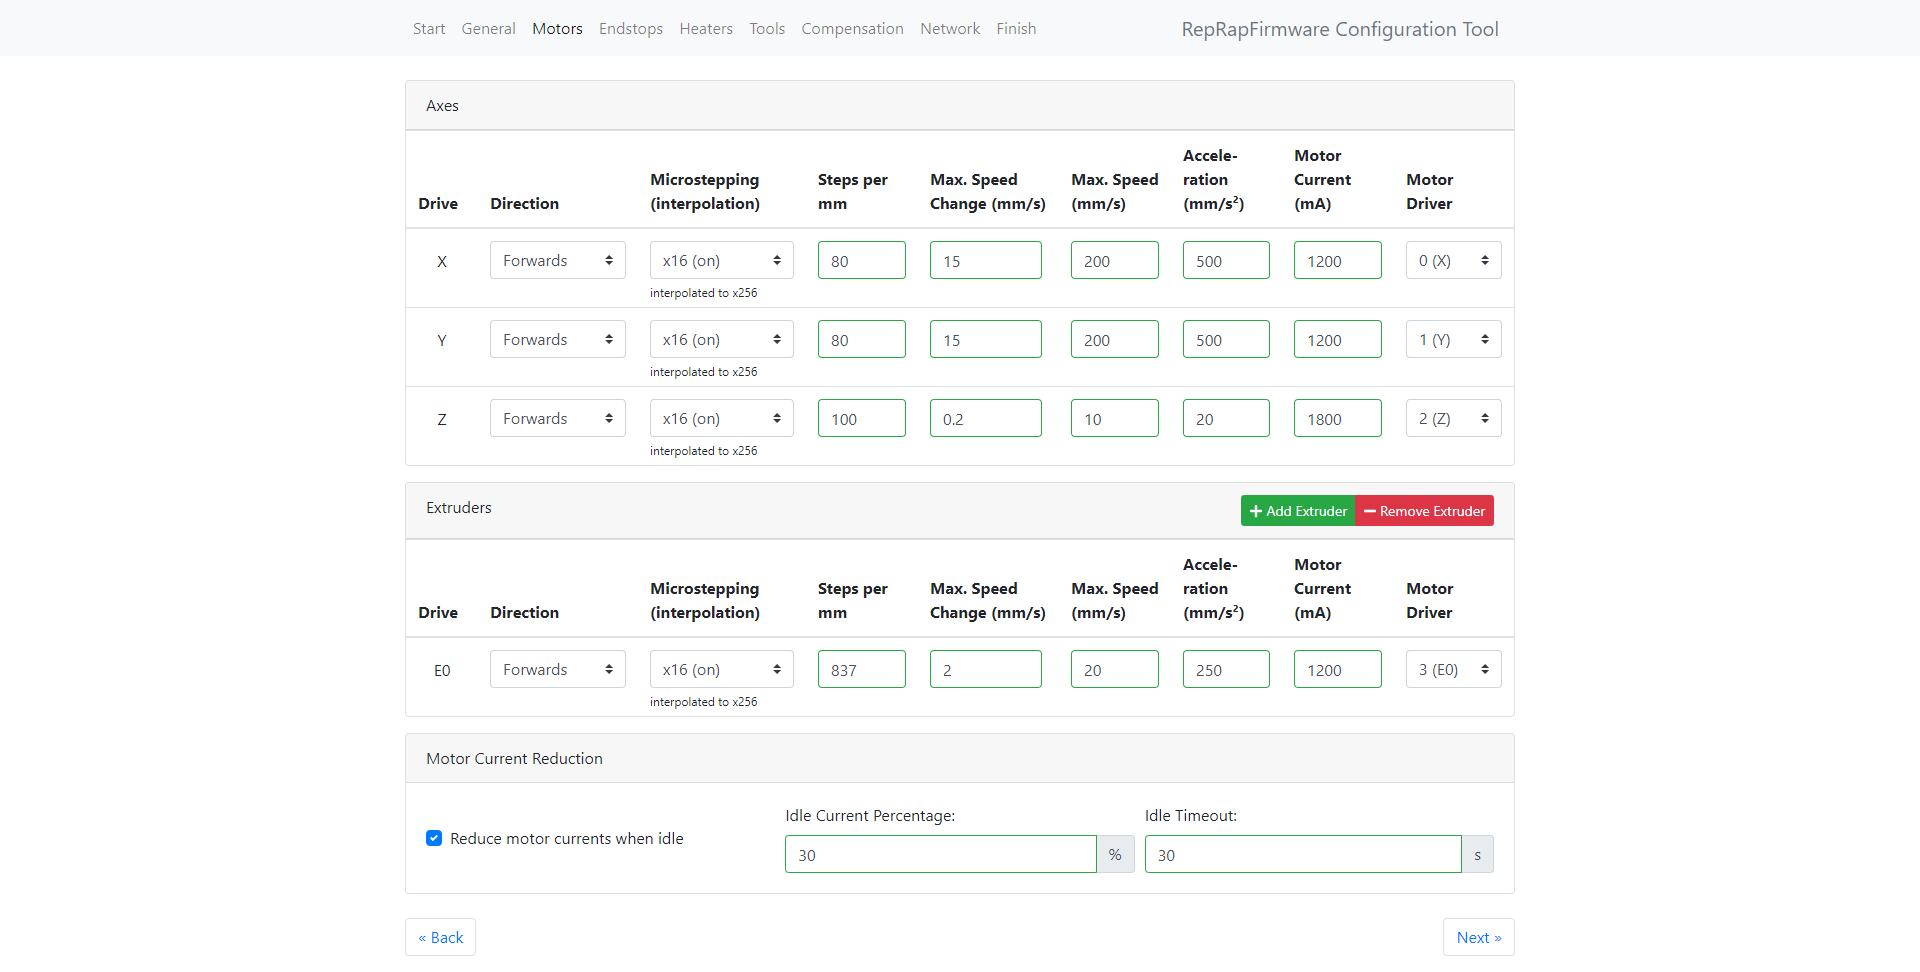 Start General Motors Endstops Heaters Tools Compensation Network Finish RepRapFirmware Configuration Tool
Axes
Drive Direction Microstepping (interpolation) Steps per mm Max. Speed Change (mm/s) Max. Speed (mm/s) Accele-ration (mm/s²) Motor Current (mA) Motor Driver
X Forwards x16 (on) 80 15 200 500 1200 0 (X)
interpolated to x256
Y Forwards x16 (on) 80 15 200 500 1200 1 (Y)
interpolated to x256
Z Forwards x16 (on) 100 0.2 10 20 1800 2 (Z)
interpolated to x256
Extruders Add Extruder Remove Extruder
Drive Direction Microstepping (interpolation) Steps per mm Max. Speed Change (mm/s) Max. Speed (mm/s) Accele-ration (mm/s²) Motor Current (mA) Motor Driver
E0 Forwards x16 (on) 837 2 20 250 1200 3 (E0)
interpolated to x256
Motor Current Reduction
Idle Current Percentage: Idle Timeout:
Reduce motor currents when idle 30 % 30 s
« Back Next »